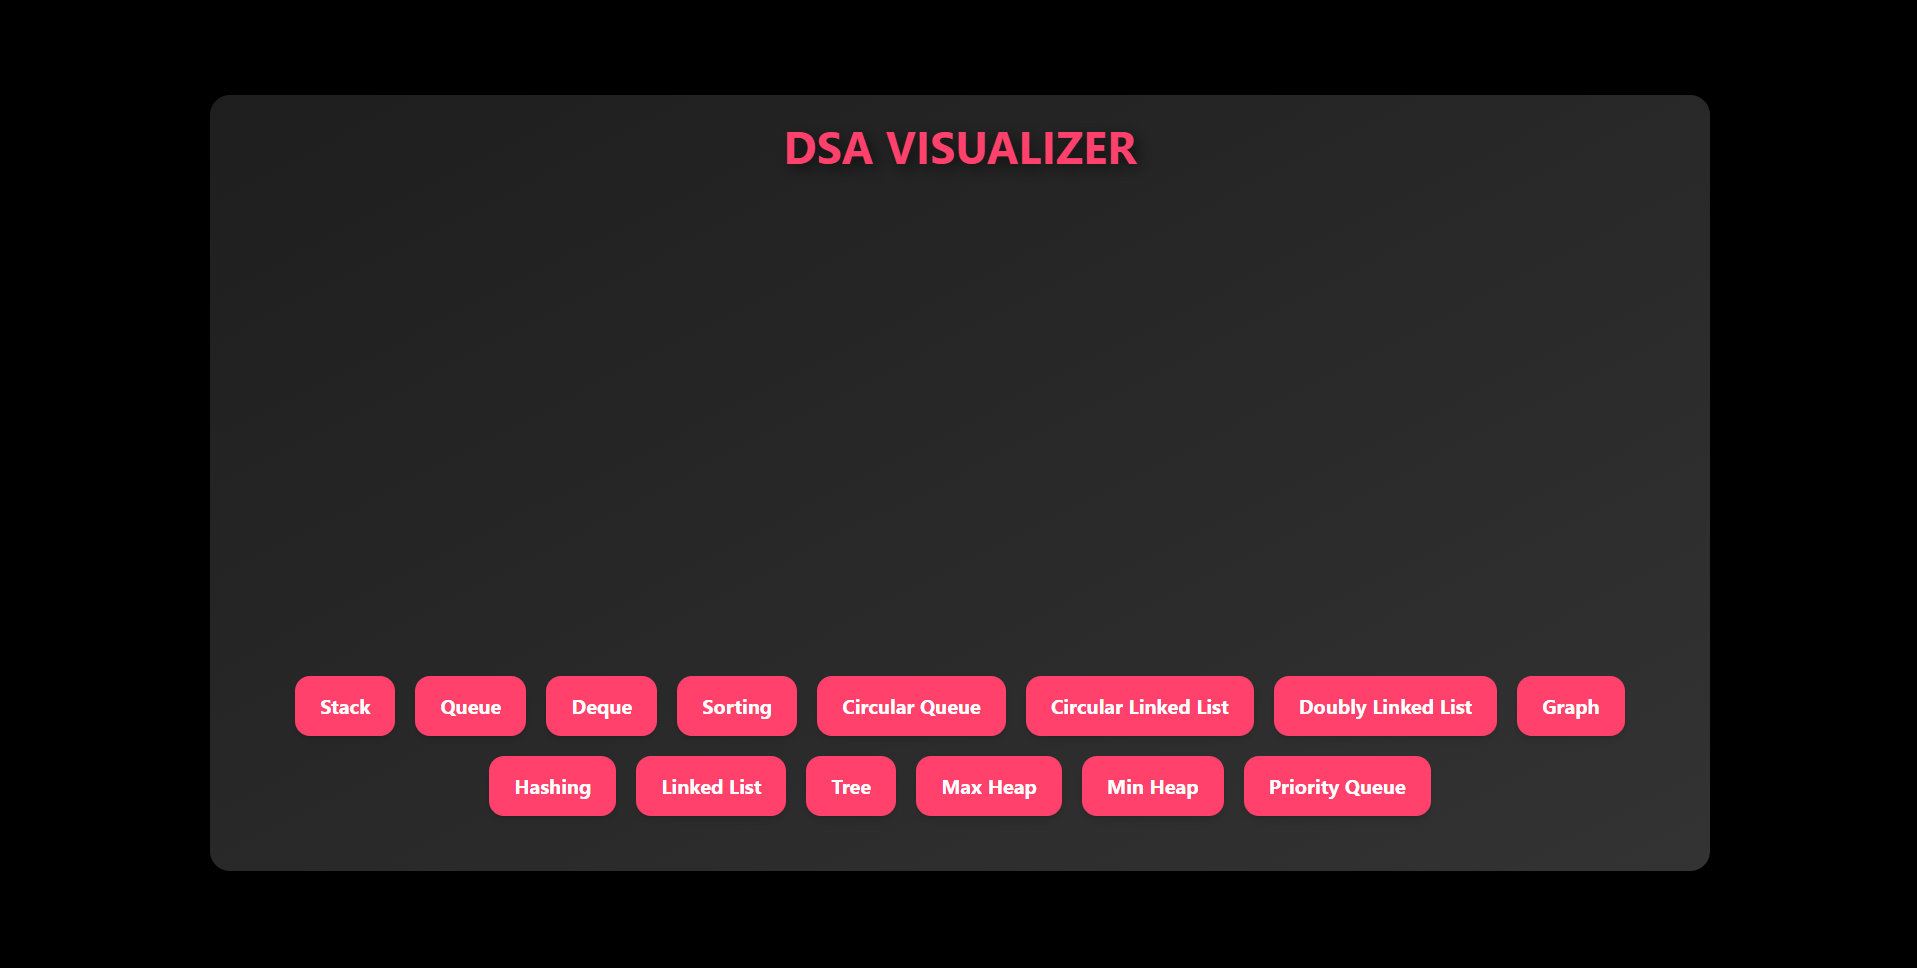 DSA VISUALIZER
Stack Queue Deque Sorting Circular Queue Circular Linked List Doubly Linked List Graph
Hashing Linked List Tree Max Heap Min Heap Priority Queue